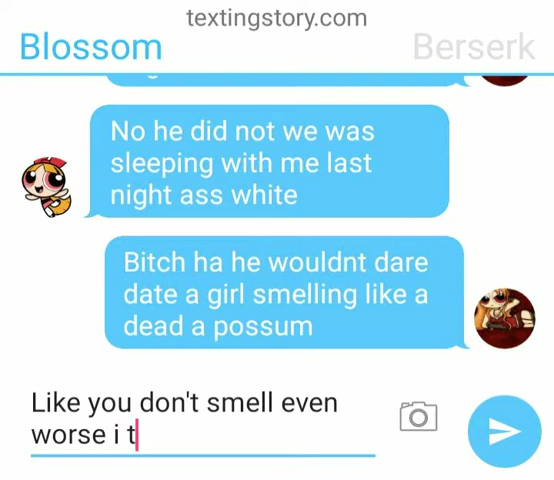 textingstory.com
Blossom
Berserk
No he did not we was
sleeping with me last
night ass white
Bitch ha he wouldnt dare
date a girl smelling like a
dead a possum
Like you don't smell even
worse i t